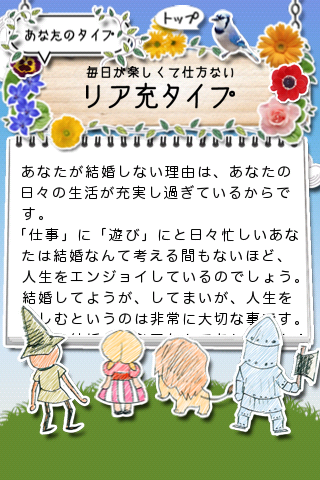 トップ
あなたのタイプ
毎日が楽しくて仕方ない
リア充タイプ
あなたが結婚しない理由は、あなたの
日々の生活が充実し過ぎているからで
す。
「仕事」に「遊び」にと日々忙しいあな
たは結婚なんて考える間もないほど、
人生をエンジョイしているのでしょう。
結婚してようが、してまいが、人生を
しむというのは非常に大切な事です。